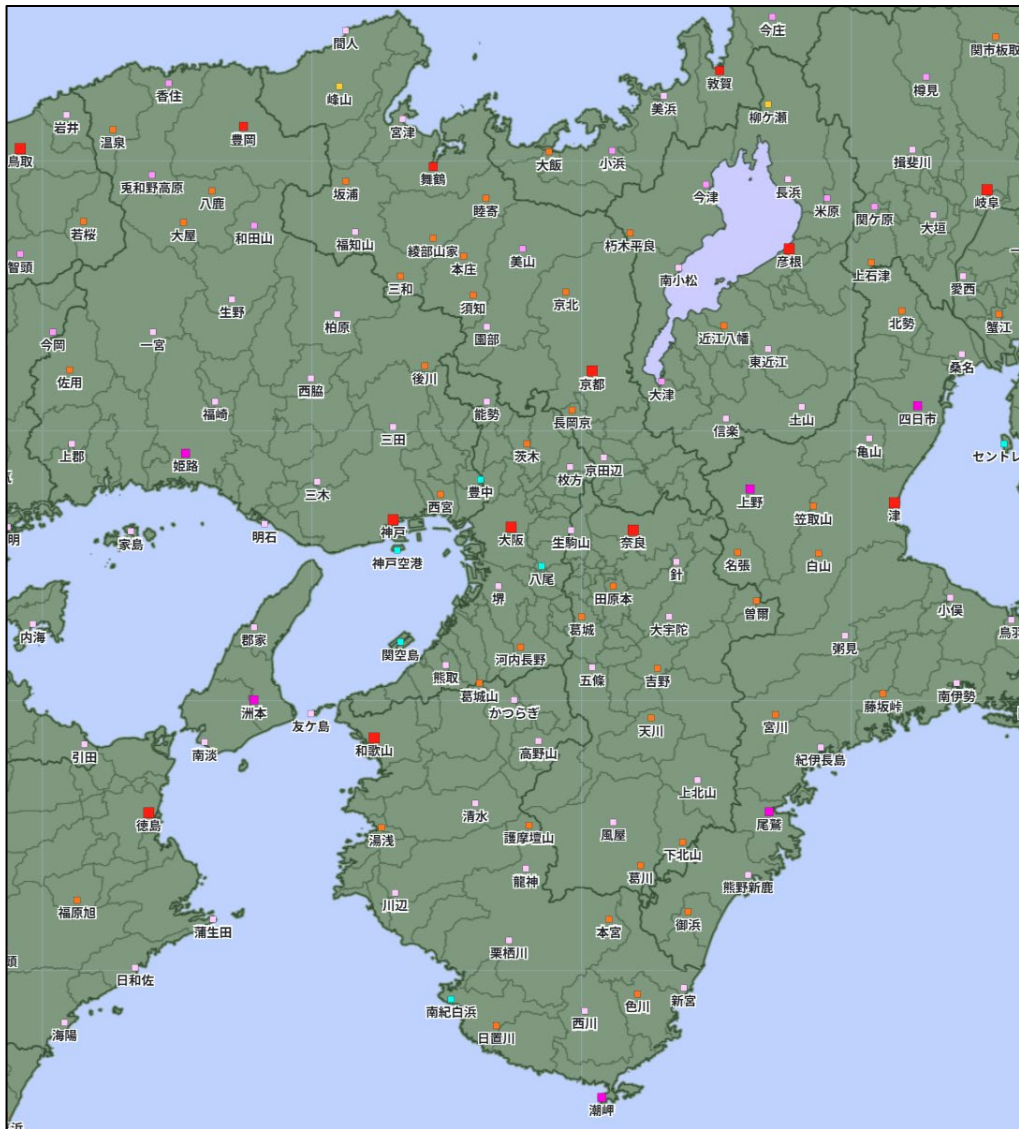 今庄
関市板取
間人
敦賀
樽見
香住
峰山
美浜
柳ケ瀬
岩井
温泉
豊岡
宮津
鳥取
大飯
小浜
揖斐川
兎和野高原
八鹿
坂浦
舞鶴
今津
長浜
米原
岐阜
睦寄
関ケ原
大垣
若桜
大屋
和田山
福知山
綾部山家
本庄
美山
朽木平良
彦根
智頭
三和
南小松
上石津
愛西
生野
柏原
須知
京北
北勢
蟹江
今岡
一宮
園部
近江八幡
東近江
桑名
佐用
西脇
後川
京都
大津
福崎
能勢
長岡京
信楽
土山
四日市
上郡
姫路
三田
茨木
枚方
京田辺
亀山
セントレ
三木
西宮
豊中
上野
笠取山
津
明
家島
明石
神戸
大阪
生駒山
奈良
神戸空港
八尾
針
名張
白山
堺
田原本
曽爾
小俣
内海
郡家
葛城
大宇陀
鳥羽
関空島
河内長野
粥見
熊取
葛城山
五條
吉野
南伊勢
洲本
友ケ島
かつらぎ
天川
宮川
藤坂峠
引田
南淡
和歌山
高野山
紀伊長島
上北山
徳島
清水
湯浅
護摩壇山
風屋
尾鷲
下北山
龍神
葛川
熊野新鹿
福原旭
川辺
蒲生田
本宮
御浜
栗栖川
頭
日和佐
南紀白浜
色川
新宮
海陽
日置川
西川
潮岬
浜